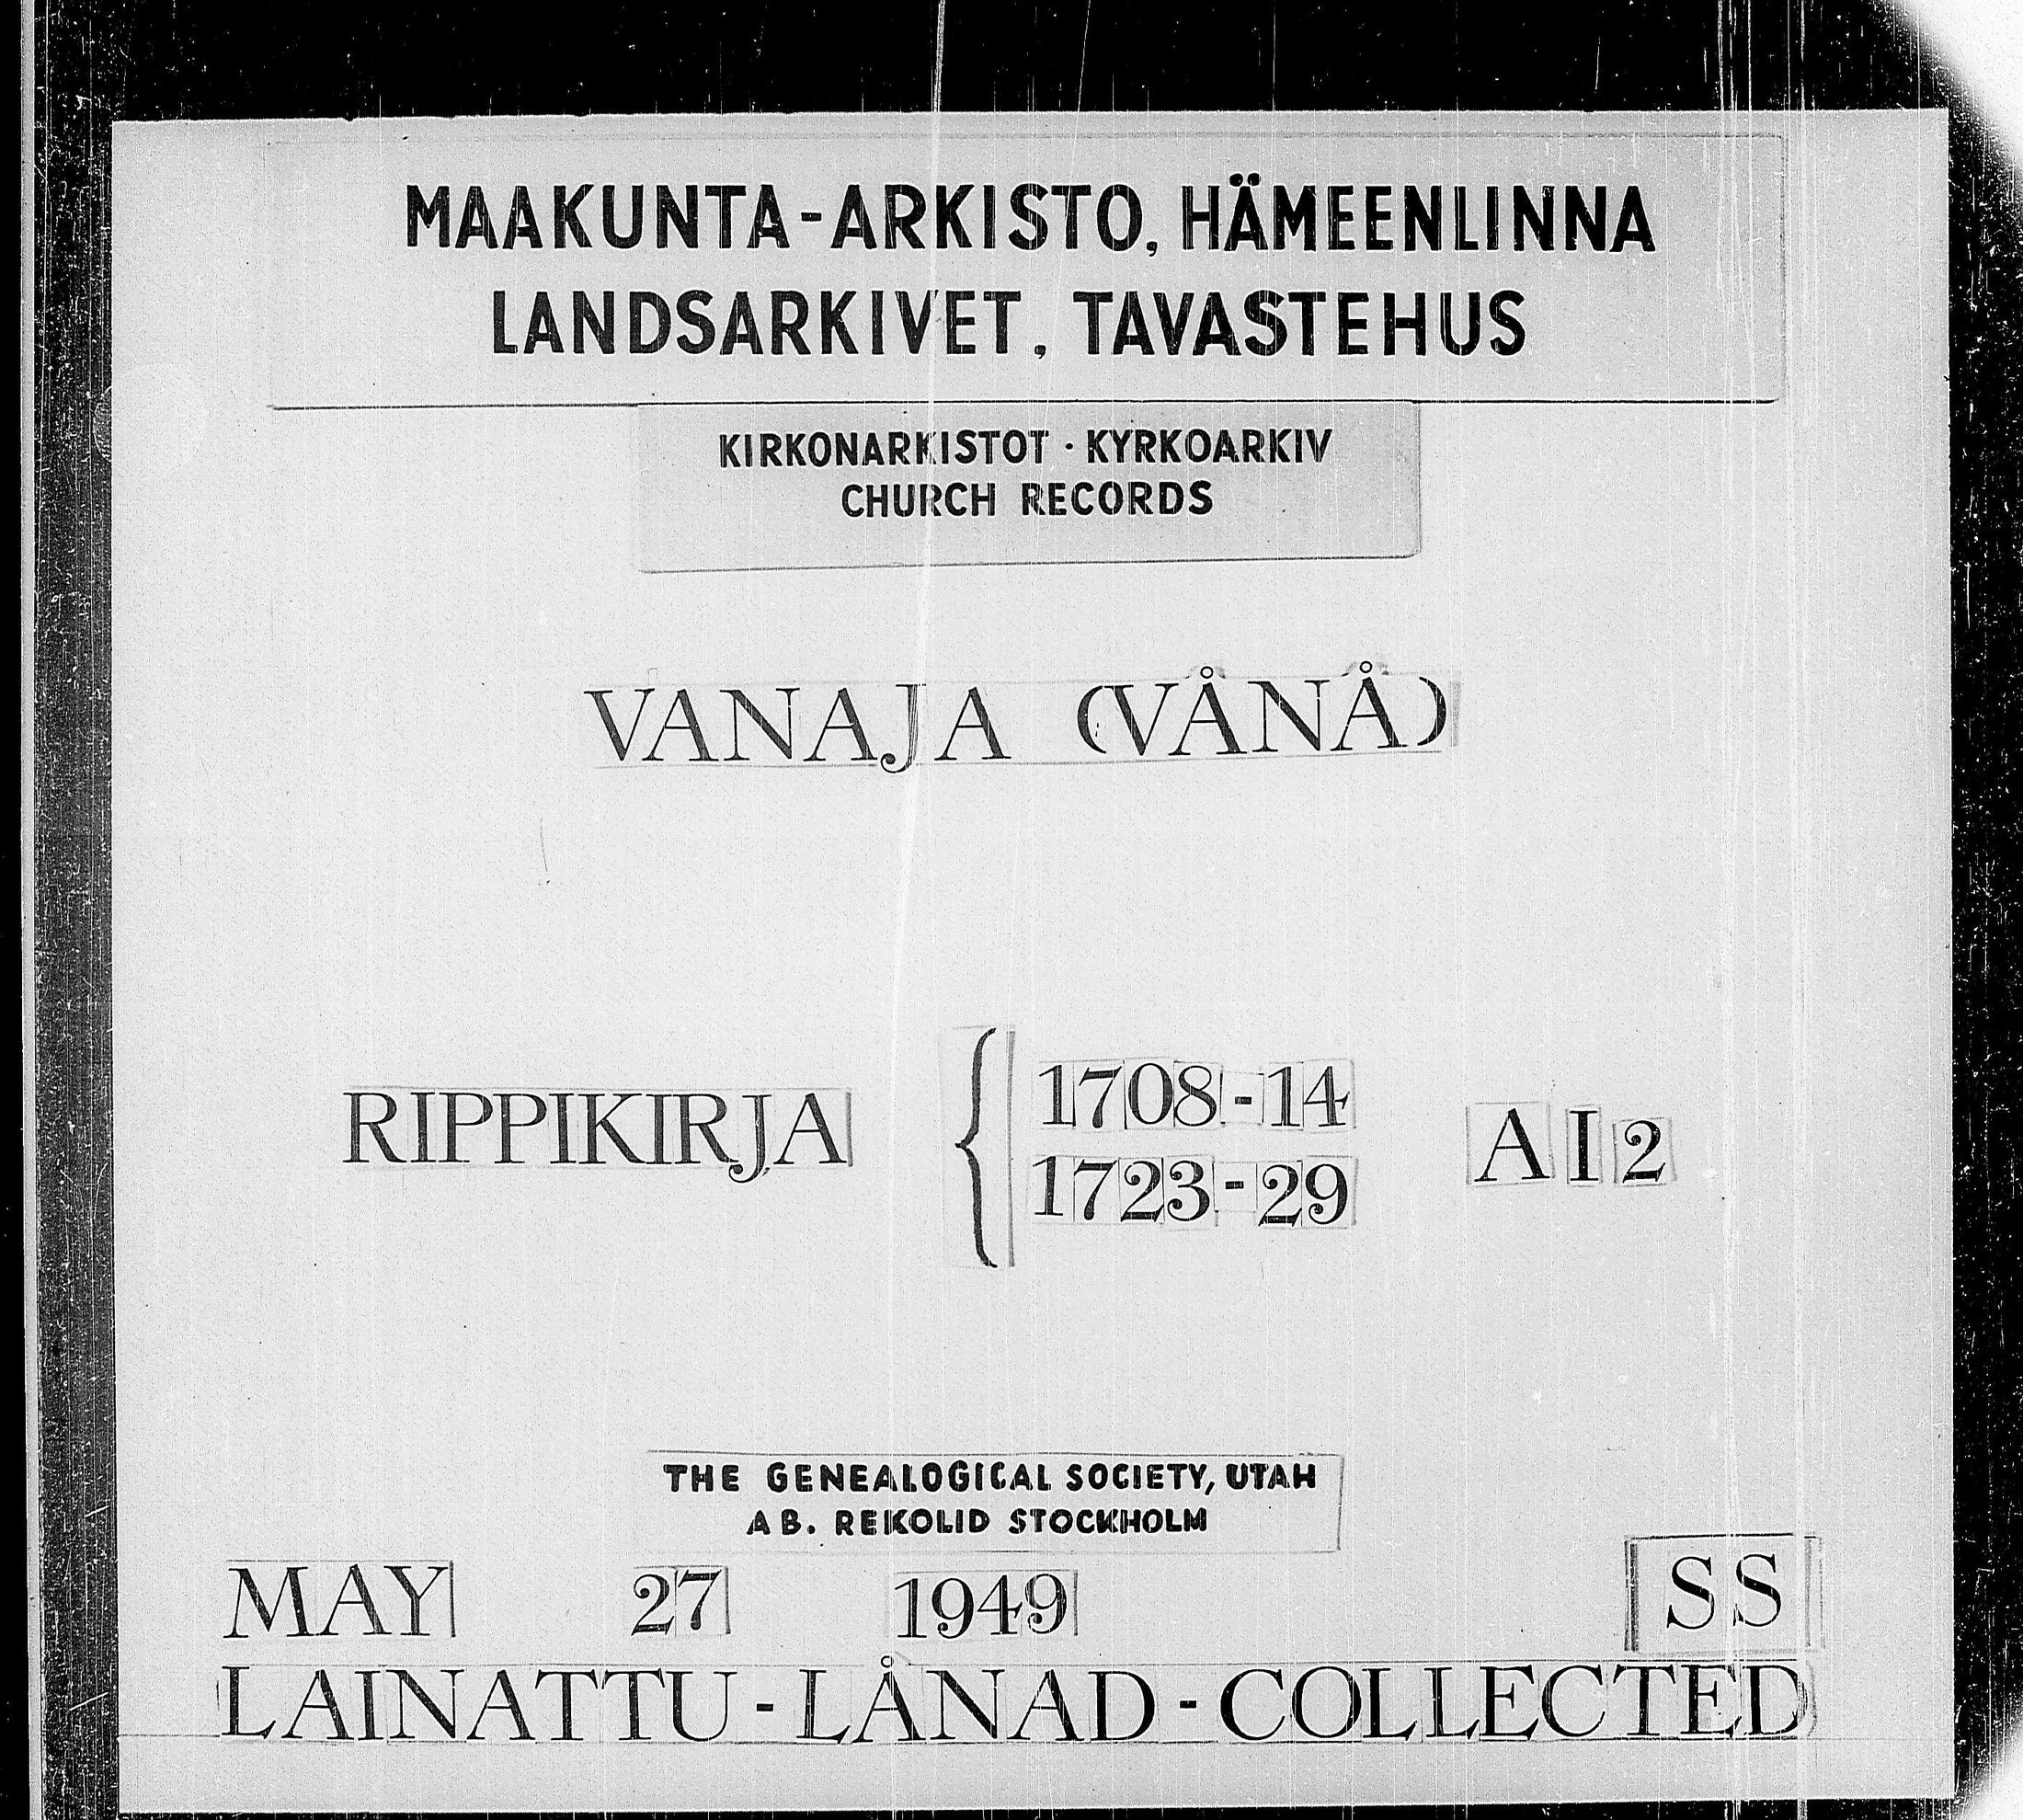 MAAKUNTA-ARKISTO, HÄMEENLINNA
LANDSARKIVET, TAVASTEHUS
KIRKONARKISTOT · KYRKOARKIV
CHURCH RECORDS
VANAJA (VÅNÅ)
RIPPIKIRJA { 1708-14 A I 2
1723-29
THE GENEALOGICAL SOCIETY, UTAH
AB. REKOLID STOCKHOLM
MAY 27 1949 SS
LAINATTU-LÅNAD-COLLECTED